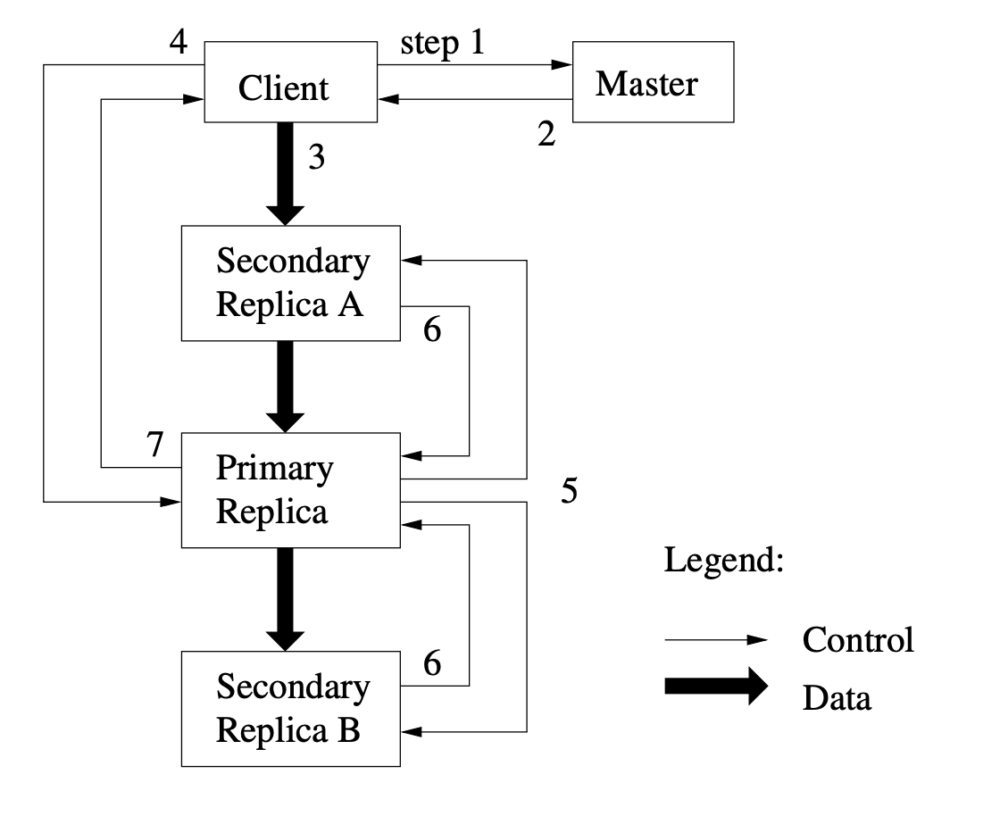 4
step 1
Client
Master
2
3
Secondary
Replica A
6
7
Primary
Replica
5
Legend:
6
Control
Secondary
Replica B
Data